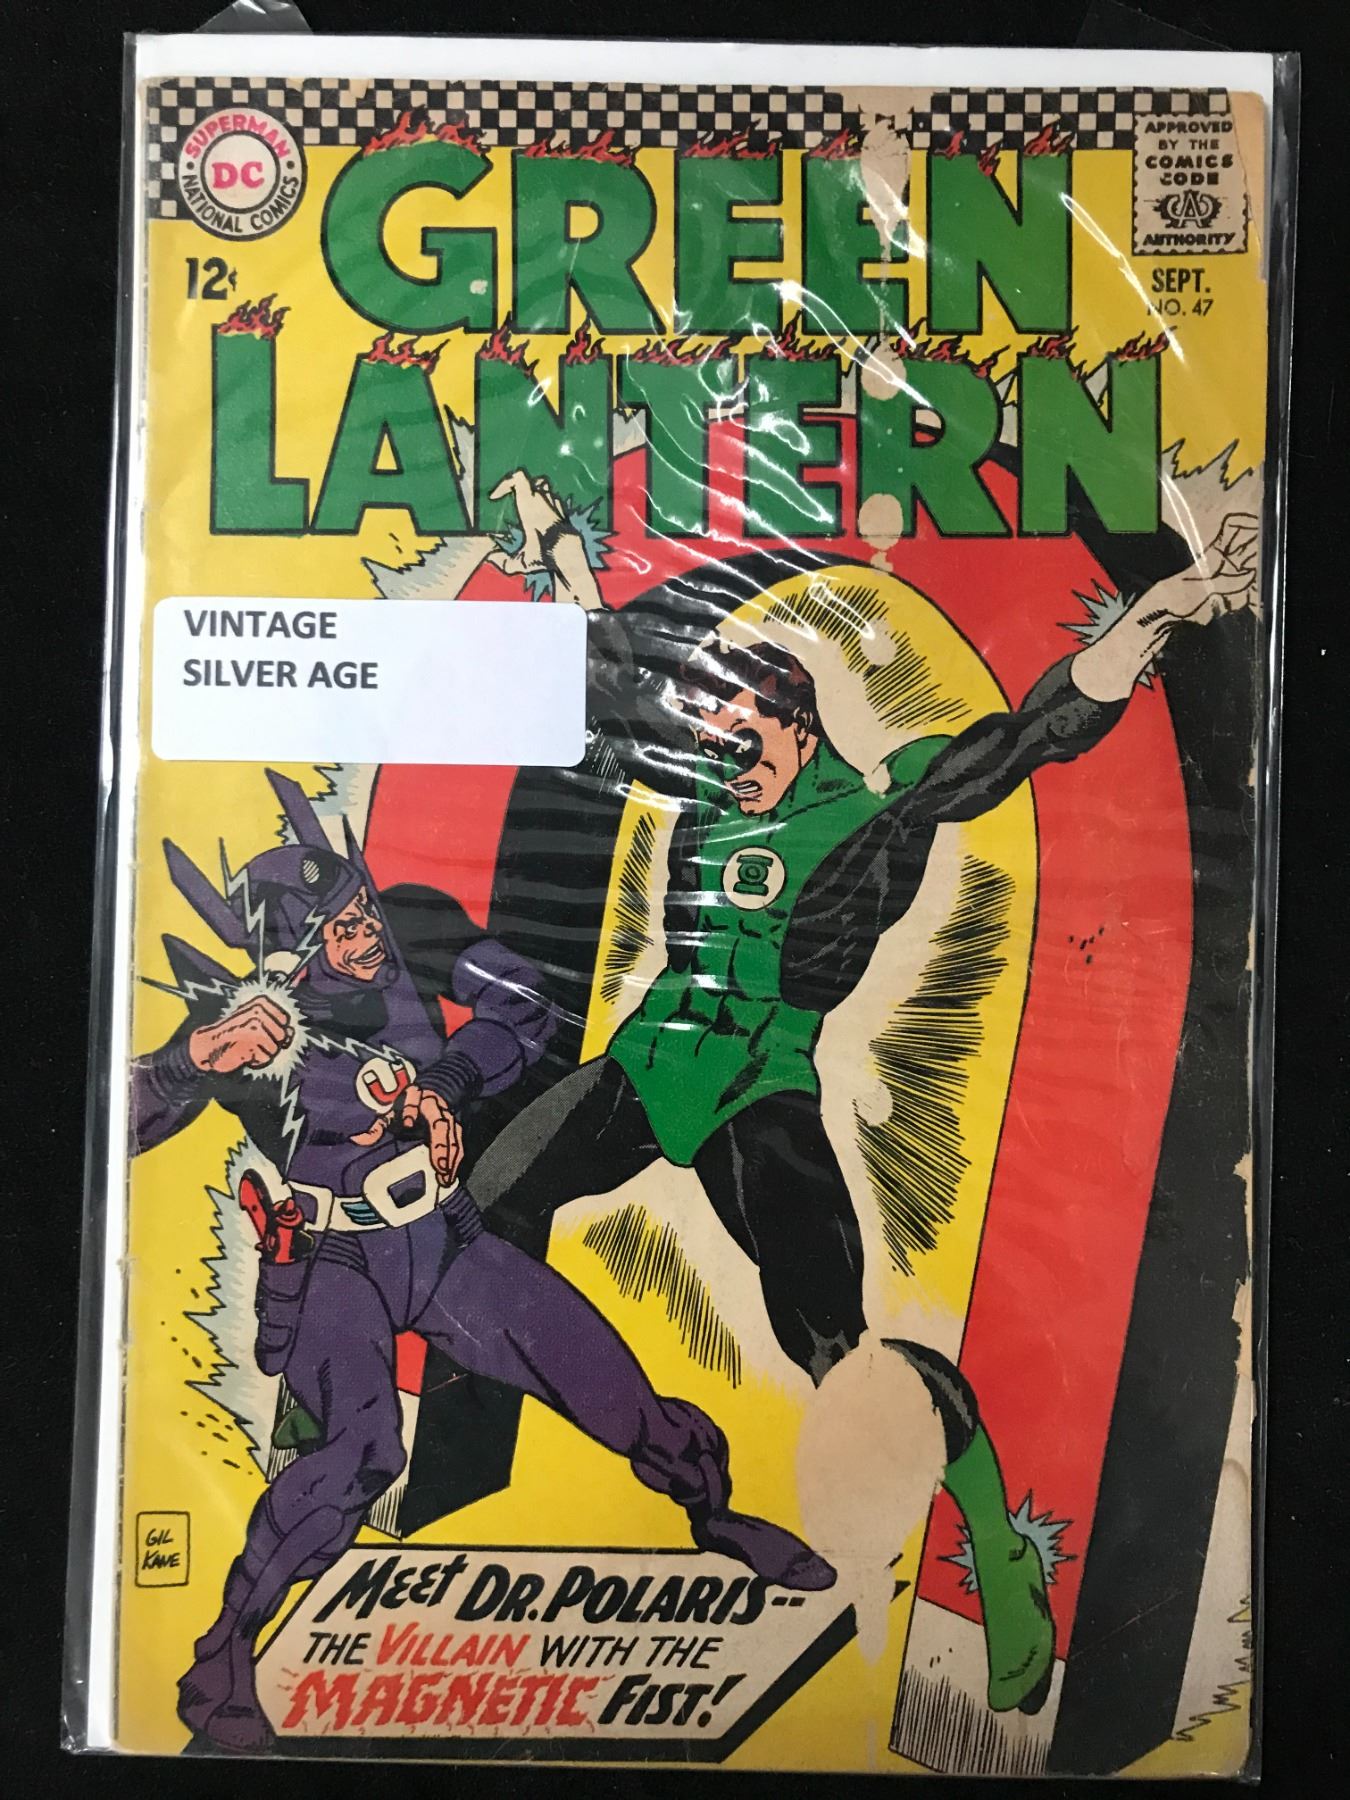 SUPERMAN
DC
NATIONAL COMICS
GREEN
LANTERN
APPROVED
BY THE
COMICS
CODE
CA
AUTHORITY
12¢
SEPT.
NO. 47
VINTAGE
SILVER AGE
GIL
KANE
MEET DR. POLARIS--
THE VILLAIN WITH THE
MAGNETIC FIST!